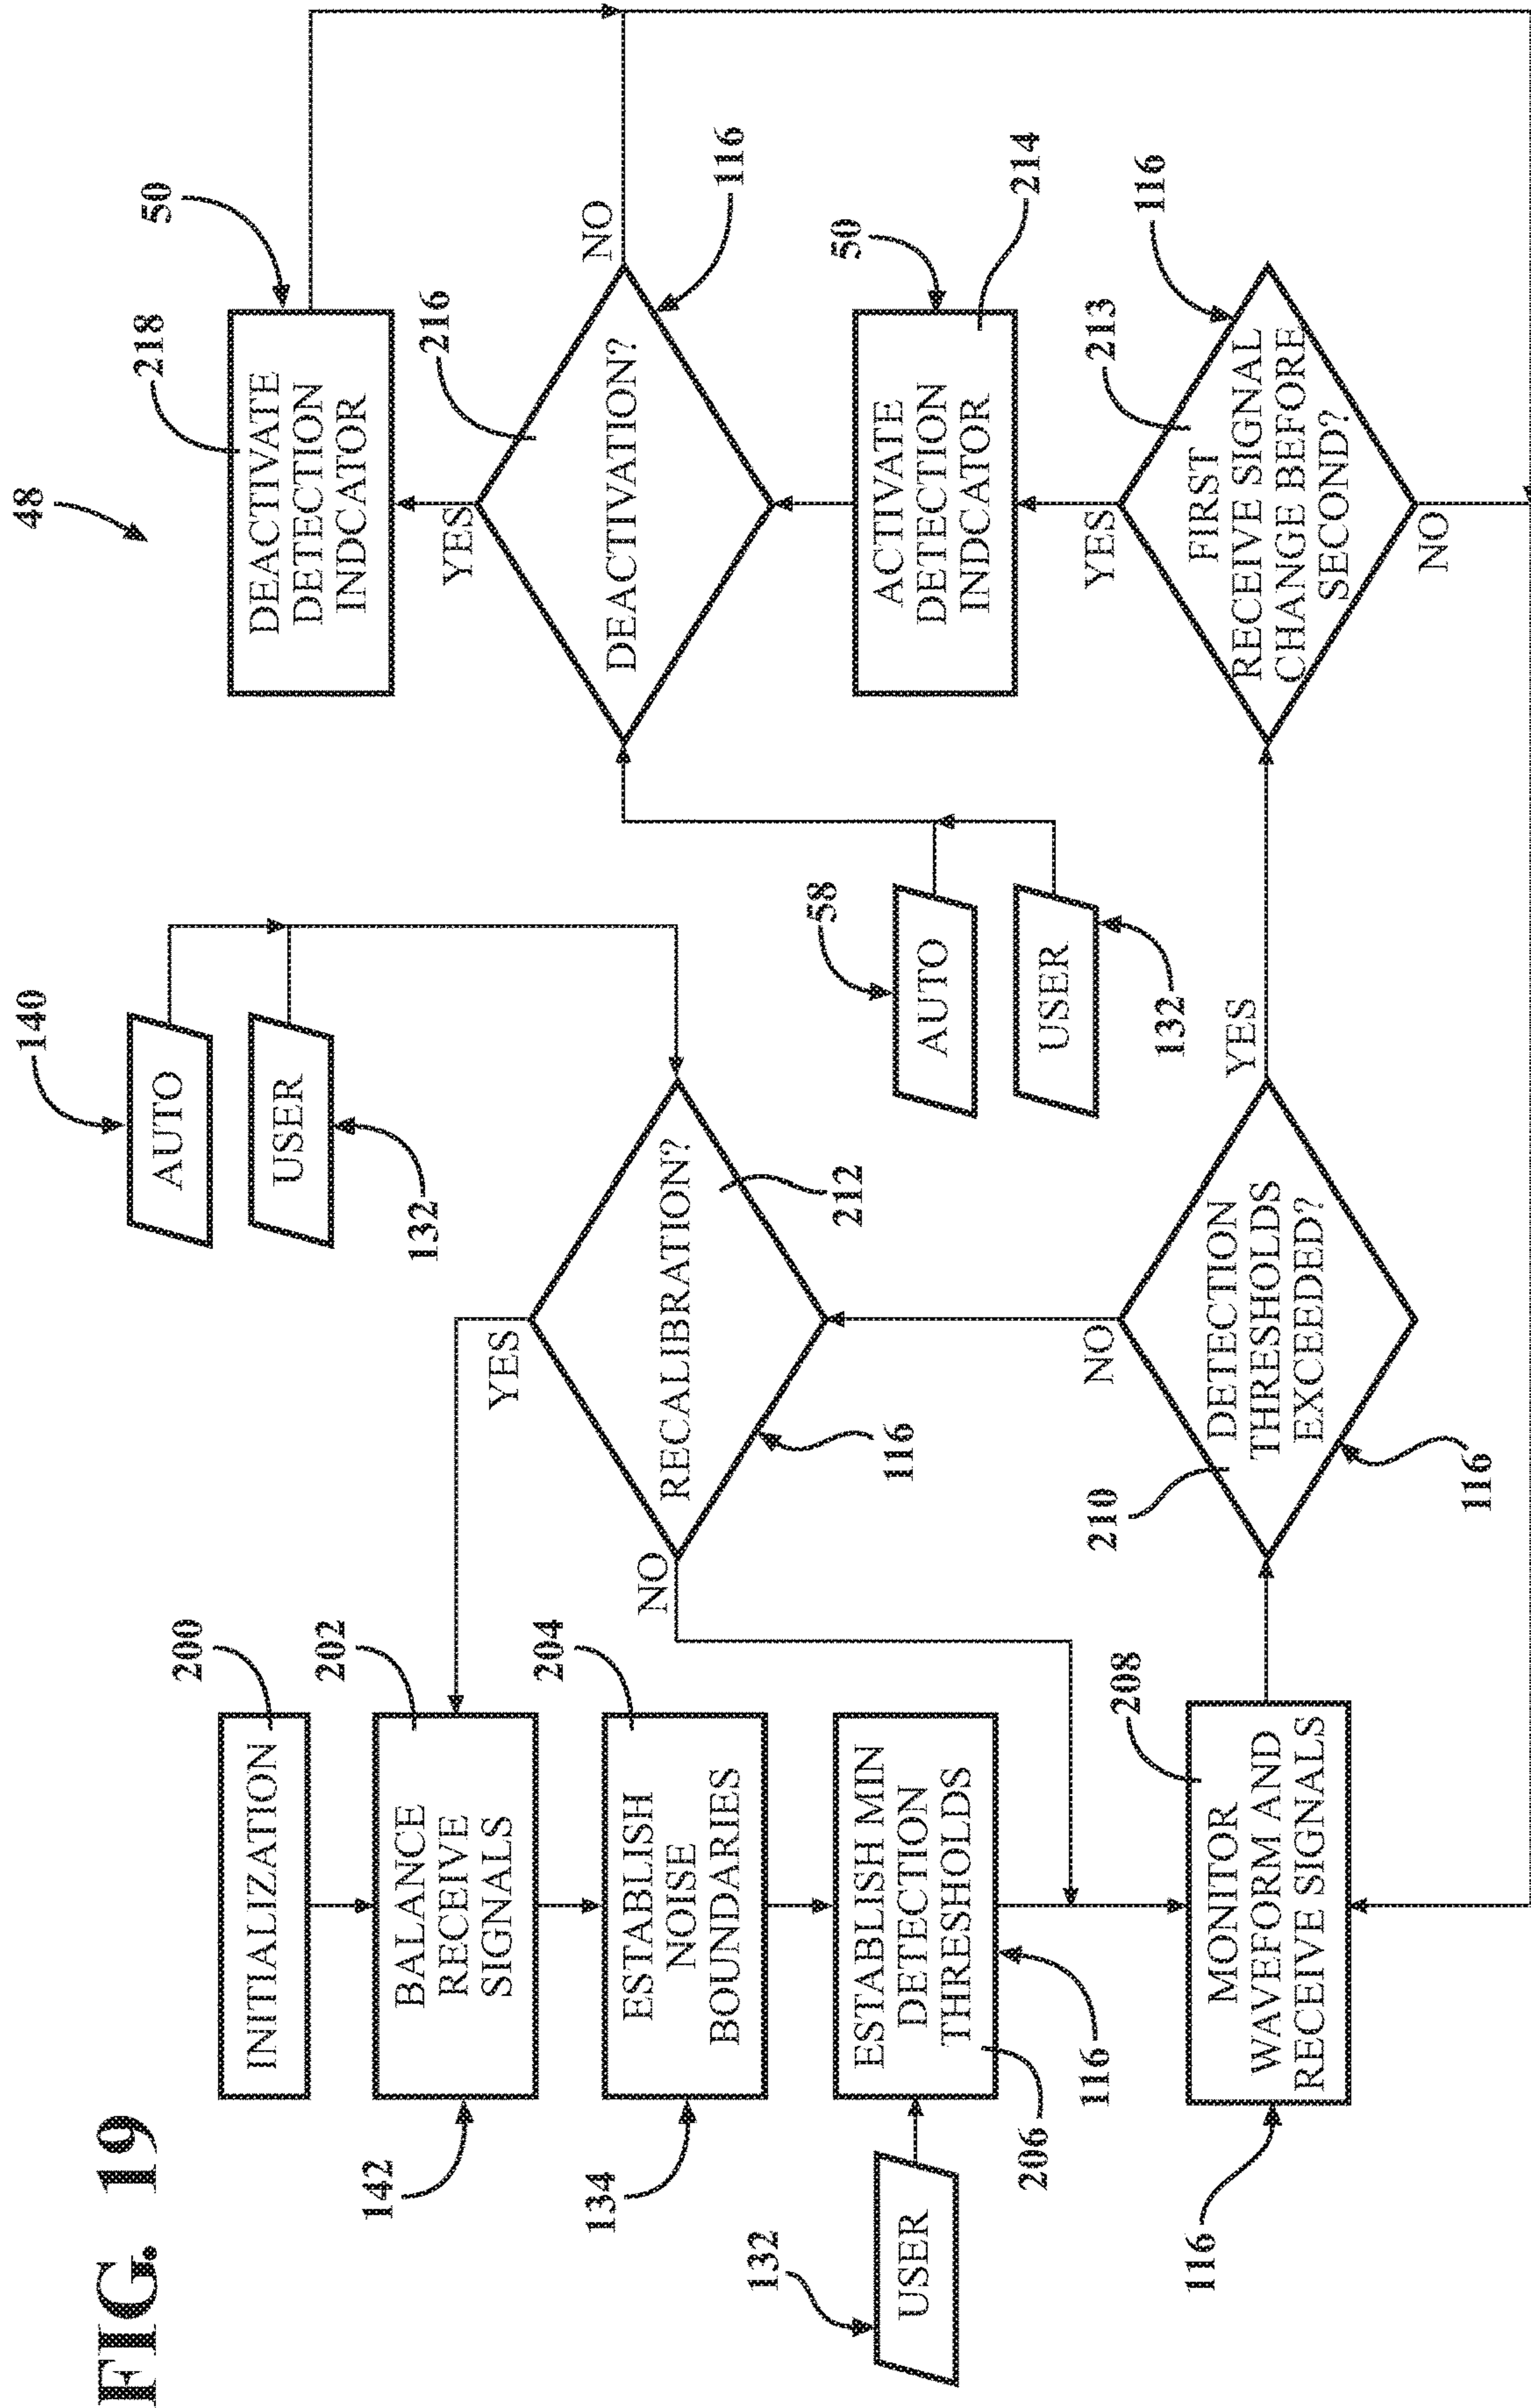 FIG. 19
48
INITIALIZATION
200
BALANCE
RECEIVE
SIGNALS
202
142
ESTABLISH
NOISE
BOUNDARIES
204
134
USER
132
ESTABLISH MIN
DETECTION
THRESHOLDS
206
116
MONITOR
WAVEFORM AND
RECEIVE SIGNALS
208
116
AUTO
140
USER
132
RECALIBRATION?
YES
NO
212
116
DETECTION
THRESHOLDS
EXCEEDED?
NO
YES
210
116
AUTO
58
USER
132
DEACTIVATE
DETECTION
INDCATOR
218
50
DEACTIVATION?
YES
NO
216
116
ACTIVATE
DETECTION
INDCATOR
50
214
FIRST
RECEIVE SIGNAL
CHANGE BEFORE
SECOND?
YES
NO
213
116